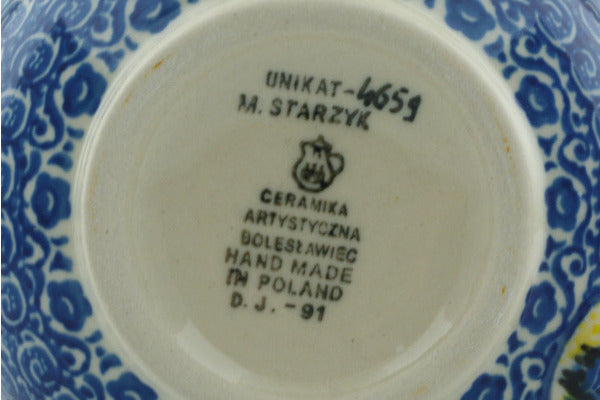 UNIKAT-4659
M. STARZYK
CERAMIKA
ARTYSTYCZNA
BOLESŁAWIEC
HAND MADE
IN POLAND
D.J.-91